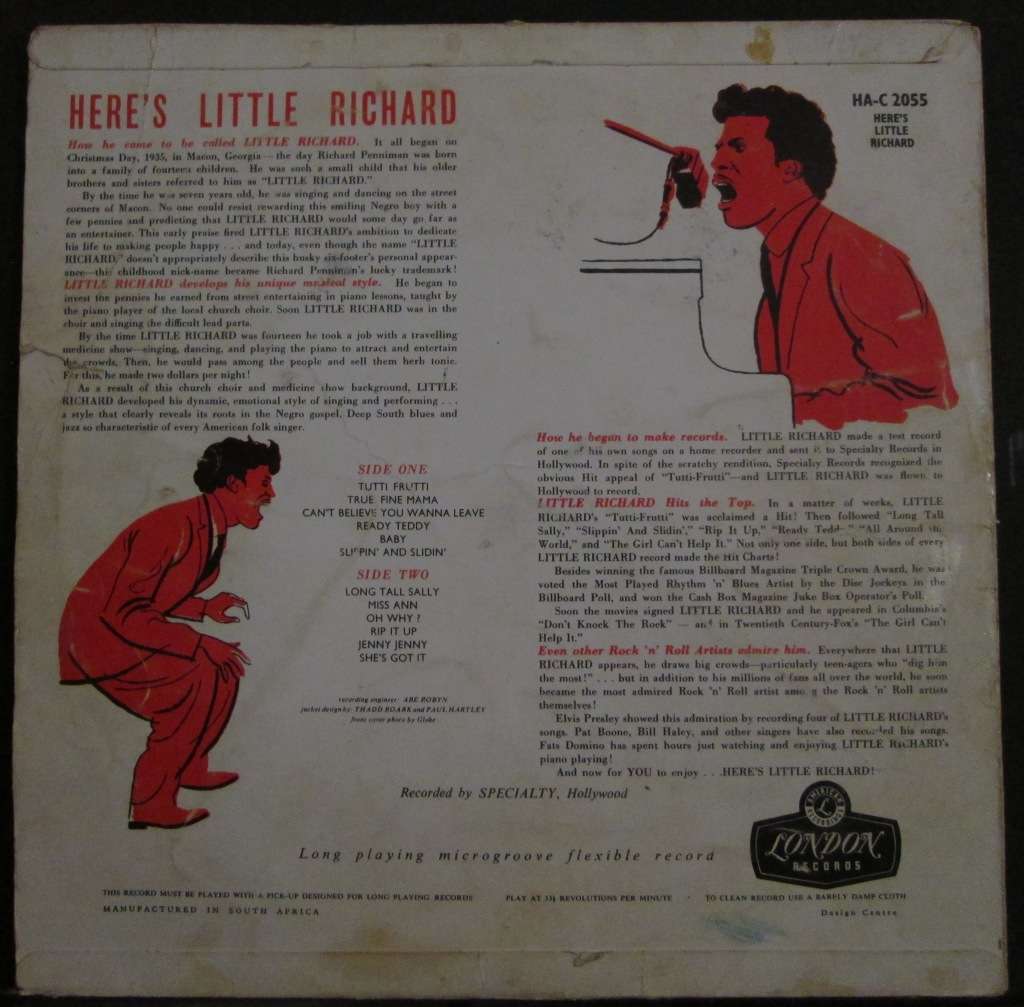 HERE'S LITTLE RICHARD
How he came to be called LITTLE RICHARD. It all began on
Christmas Day, 1935, in Macon, Georgia—the day Richard Penniman was born
into a family of fourteen children. He was such a small child that his older
brothers and sisters referred to him as "LITTLE RICHARD."
By the time he was seven years old, he was singing and dancing on the street
corners of Macon. No one could resist rewarding this smiling Negro boy with a
few pennies and predicting that LITTLE RICHARD would some day go far as
an entertainer. This early praise fired LITTLE RICHARD's ambition to dedicate
his life to making people happy . . . and today, even though the name "LITTLE
RICHARD," doesn't appropriately describe this husky six-footer's personal appear-
ance—this childhood nick-name became Richard Penniman's lucky trademark!
LITTLE RICHARD develops his unique musical style. He began to
invest the pennies he earned from street entertaining in piano lessons, taught by
the piano player of the local church choir. Soon LITTLE RICHARD was in the
choir and singing the difficult lead parts.
By the time LITTLE RICHARD was fourteen he took a job with a travelling
medicine show—singing, dancing, and playing the piano to attract and entertain
the crowds. Then, he would pass among the people and sell them herb tonic.
For this, he made two dollars per night!
As a result of this church choir and medicine show background, LITTLE
RICHARD developed his dynamic, emotional style of singing and performing . . .
a style that clearly reveals its roots in the Negro gospel, Deep South blues and
jazz so characteristic of every American folk singer.
HA-C 2055
HERE'S
LITTLE
RICHARD
SIDE ONE
TUTTI FRUTTI
TRUE FINE MAMA
CAN'T BELIEVE YOU WANNA LEAVE
READY TEDDY
BABY
SLIPPIN' AND SLIDIN'
SIDE TWO
LONG TALL SALLY
MISS ANN
OH WHY ?
RIP IT UP
JENNY JENNY
SHE'S GOT IT
recording engineer: ABE ROBYN
jacket design by: THADD ROARK and PAUL HARTLEY
front cover photo by Globe
How he began to make records. LITTLE RICHARD made a test record
of one of his own songs on a home recorder and sent it to Specialty Records in
Hollywood. In spite of the scratchy rendition, Specialty Records recognized the
obvious Hit appeal of "Tutti-Frutti"—and LITTLE RICHARD was flown to
Hollywood to record.
LITTLE RICHARD Hits the Top. In a matter of weeks, LITTLE
RICHARD's "Tutti-Frutti" was acclaimed a Hit! Then followed "Long Tall
Sally," "Slippin' And Slidin'," "Rip It Up," "Ready Teddy" "All Around the
World," and "The Girl Can't Help It." Not only one side, but both sides of every
LITTLE RICHARD record made the Hit Charts!
Besides winning the famous Billboard Magazine Triple Crown Award, he was
voted the Most Played Rhythm 'n' Blues Artist by the Disc Jockeys in the
Billboard Poll, and won the Cash Box Magazine Juke Box Operator's Poll.
Soon the movies signed LITTLE RICHARD and he appeared in Columbia's
"Don't Knock The Rock" — and in Twentieth Century-Fox's "The Girl Can't
Help It."
Even other Rock 'n' Roll Artists admire him. Everywhere that LITTLE
RICHARD appears, he draws big crowds—particularly teen-agers who "dig him
the most!" . . . but in addition to his millions of fans all over the world, he soon
became the most admired Rock 'n' Roll artist among the Rock 'n' Roll artists
themselves!
Elvis Presley showed this admiration by recording four of LITTLE RICHARD's
songs. Pat Boone, Bill Haley, and other singers have also recorded his songs.
Fats Domino has spent hours just watching and enjoying LITTLE RICHARD's
piano playing!
And now for YOU to enjoy . . . HERE'S LITTLE RICHARD!
Recorded by SPECIALTY, Hollywood
AMERICAN
L
RECORDINGS
LONDON
RECORDS
Long playing microgroove flexible record
THIS RECORD MUST BE PLAYED WITH A PICK-UP DESIGNED FOR LONG PLAYING RECORDS PLAY AT 33⅓ REVOLUTIONS PER MINUTE · TO CLEAN RECORD USE A BARELY DAMP CLOTH
MANUFACTURED IN SOUTH AFRICA
Design Centre